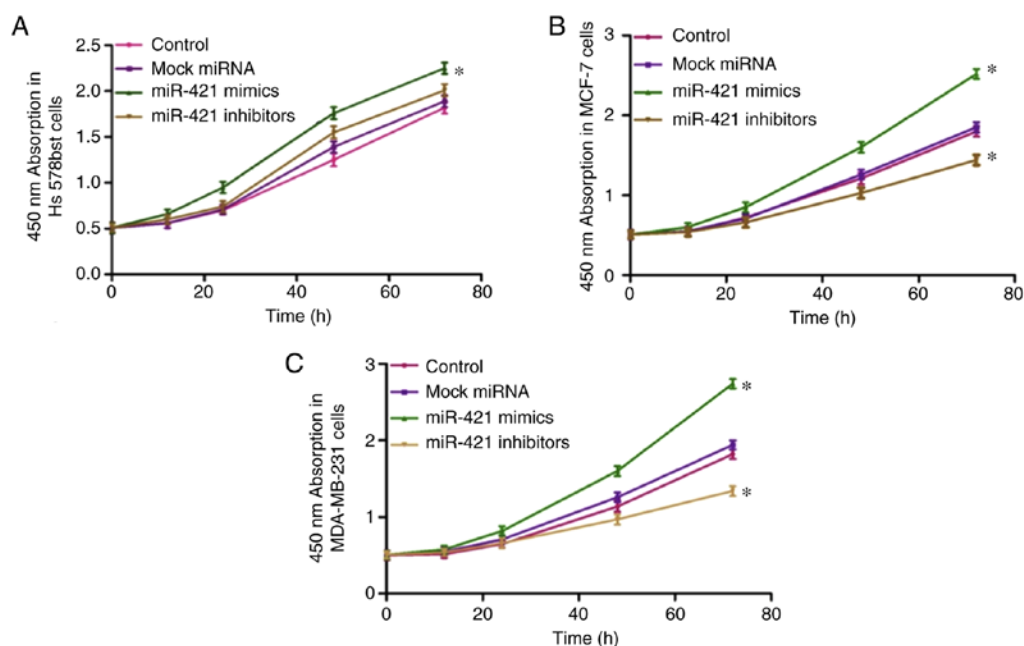 A
450 nm Absorption in
Hs 578bst cells
Control
Mock miRNA
miR-421 mimics
miR-421 inhibitors
2.5
2.0
1.5
1.0
0.5
0.0
*
0 20 40 60 80
Time (h)
B
450 nm Absorption in MCF-7 cells
Control
Mock miRNA
miR-421 mimics
miR-421 inhibitors
3
2
1
0
*
*
0 20 40 60 80
Time (h)
C
450 nm Absorption in
MDA-MB-231 cells
Control
Mock miRNA
miR-421 mimics
miR-421 inhibitors
3
2
1
0
*
*
0 20 40 60 80
Time (h)